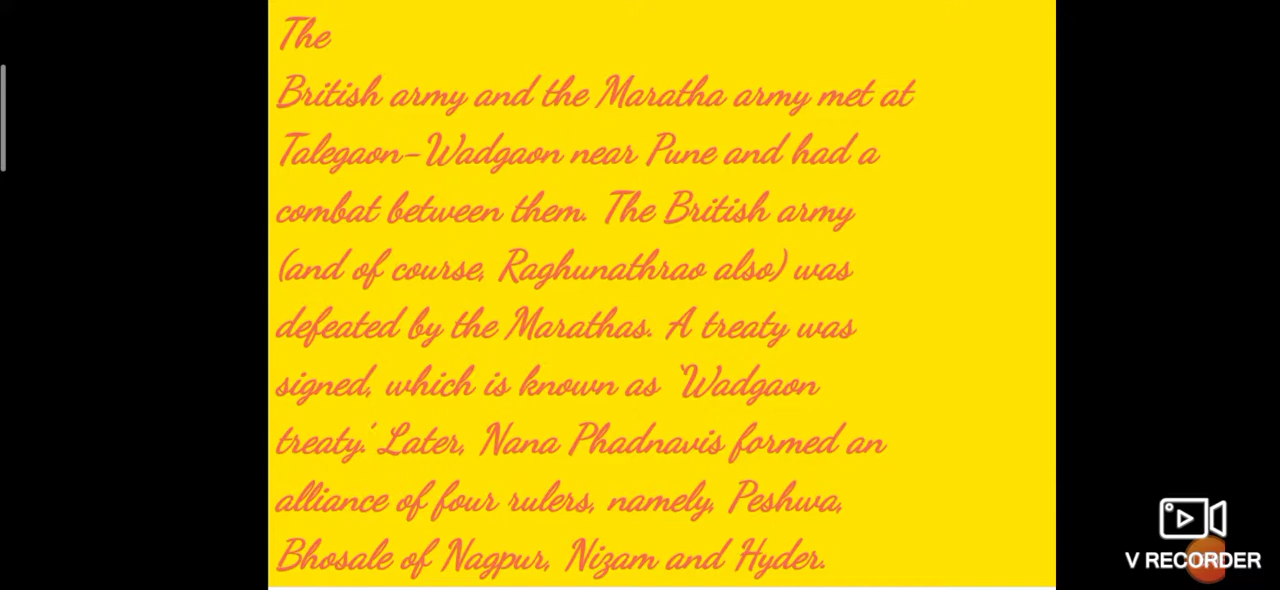 The
British army and the Maratha army met at
Talegaon-Wadgaon near Pune and had a
combat between them. The British army
(and of course, Raghunathrao also) was
defeated by the Marathas. A treaty was
signed, which is known as 'Wadgaon
treaty.' Later, Nana Phadnavis formed an
alliance of four rulers, namely, Peshwa,
Bhosale of Nagpur, Nizam and Hyder.
V RECORDER